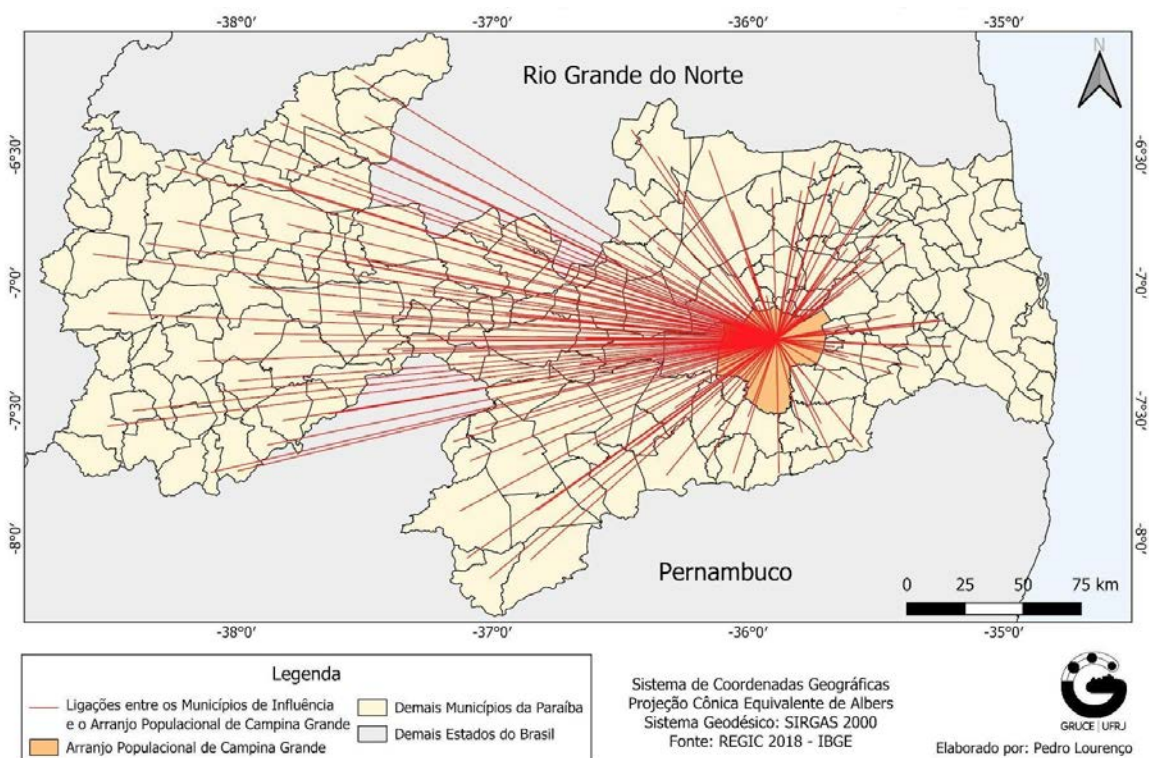 -38°0' -37°0' -36°0' -35°0'
Rio Grande do Norte
N
-6°30' -6°30'
-7°0' -7°0'
-7°30' -7°30'
-8°0' -8°0'
Pernambuco
0 25 50 75 km
-38°0' -37°0' -36°0' -35°0'
Legenda
Ligações entre os Municípios de Influência
e o Arranjo Populacional de Campina Grande
Arranjo Populacional de Campina Grande
Demais Municípios da Paraíba
Demais Estados do Brasil
Sistema de Coordenadas Geográficas
Projeção Cônica Equivalente de Albers
Sistema Geodésico: SIRGAS 2000
Fonte: REGIC 2018 - IBGE
GRUCE | UFRJ
Elaborado por: Pedro Lourenço